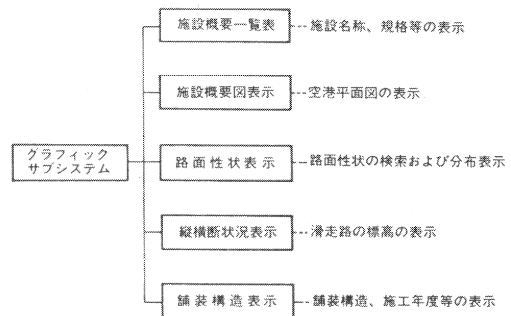 施設概要一覧表 施設名称、規格等の表示
施設概要図表示 空港平面図の表示
グラフィック
サブシステム
路面性状表示 路面性状の検索および分布表示
縦横断状況表示 滑走路の標高の表示
舗装構造表示 舗装構造、施工年度等の表示